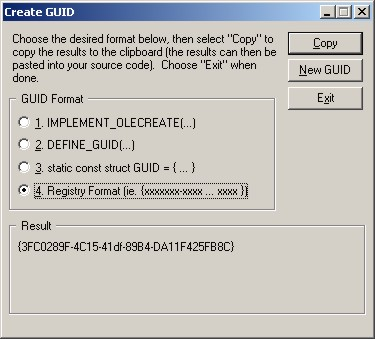 Create GUID
Choose the desired format below, then select "Copy" to
copy the results to the clipboard (the results can then be
pasted into your source code).  Choose "Exit" when
done.
Copy
New GUID
Exit
GUID Format
1. IMPLEMENT_OLECREATE(...)
2. DEFINE_GUID(...)
3. static const struct GUID = { ... }
4. Registry Format (ie. {xxxxxxx-xxxx ... xxxx })
Result
{3FC0289F-4C15-41df-89B4-DA11F425FB8C}